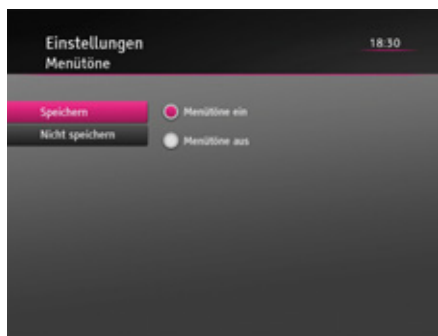 Einstellungen
18:30
Menütöne
Speichern
Menütöne ein
Nicht speichern
Menütöne aus